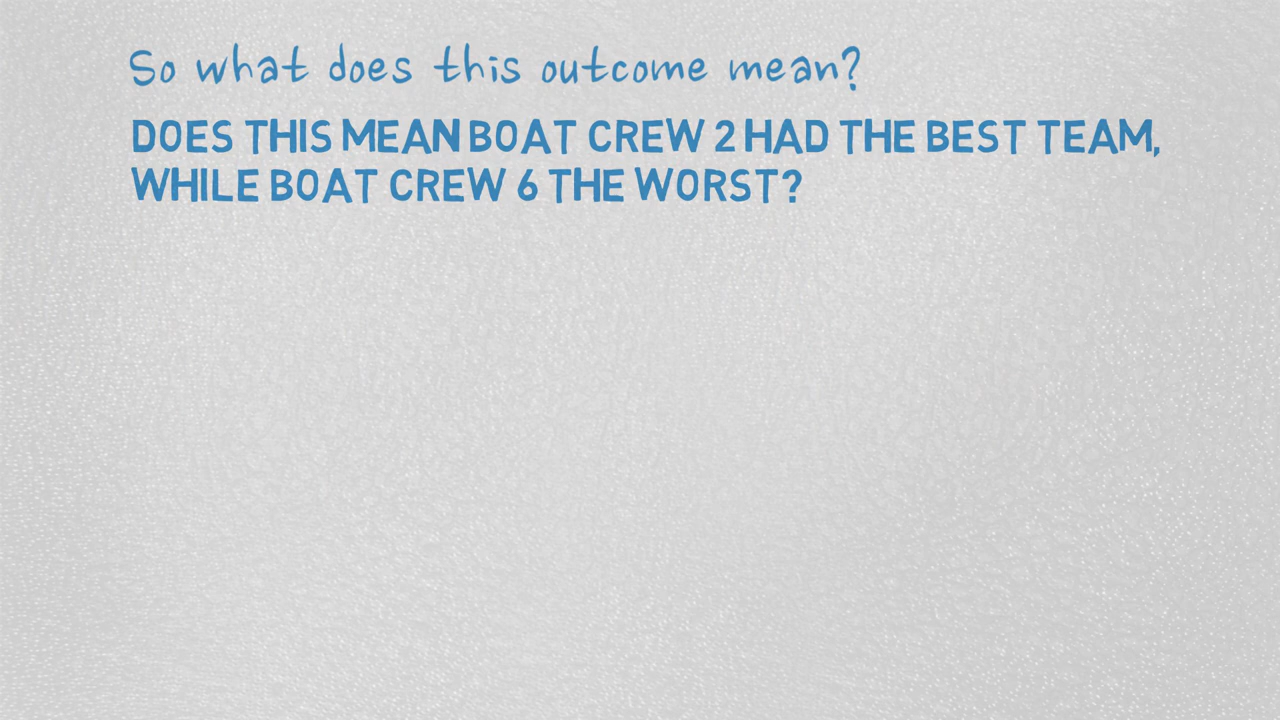 So what does this outcome mean?
DOES THIS MEAN BOAT CREW 2 HAD THE BEST TEAM,
WHILE BOAT CREW 6 THE WORST?